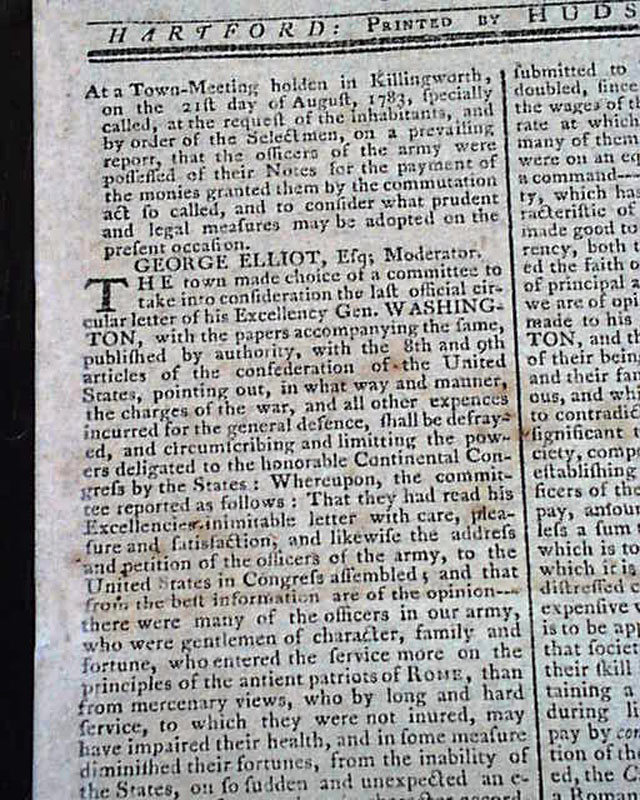 HARTFORD: PRINTED BY HUDS
At a Town-Meeting holden in Killingworth,
on the 21ſt day of Auguſt, 1783, ſpecially
called, at the requeſt of the inhabitants, and
by order of the Selectmen, on a prevailing
report, that the officers of the army were
poſſeſſed of their Notes for the payment of
the monies granted them by the commutation
act ſo called, and to conſider what prudent
and legal meaſures may be adopted on the
preſent occaſion.
GEORGE ELLIOT, Eſq; Moderator.
THE town made choice of a committee to
take into conſideration the laſt official cir-
cular letter of his Excellency Gen. WASHING-
TON, with the papers accompanying the ſame,
publiſhed by authority, with the 8th and 9th
articles of the confederation of the United
States, pointing out, in what way and manner,
the charges of the war, and all other expences
incurred for the general defence, ſhall be defray-
ed, and circumſcribing and limitting the pow-
ers deligated to the honorable Continental Con-
greſs by the States: Whereupon, the commit-
tee reported as follows: That they had read his
Excellencies inimitable letter with care, plea-
ſure and ſatisfaction, and likewiſe the addreſs
and petition of the officers of the army, to the
United States in Congreſs aſſembled; and that
from the beſt information are of the opinion---
there were many of the officers in our army,
who were gentlemen of character, family and
fortune, who entered the ſervice more on the
principles of the antient patriots of ROME, than
from mercenary views, who by long and hard
ſervice, to which they were not inured, may
have impaired their health, and in ſome meaſure
diminiſhed their fortunes, from the inability of
the States, on ſo ſudden and unexpected an e-
ſubmitted to
doubled, ſince
the wages of t
rate at which
many of them
were on an ea
a command---
ty, which has
racteriſtic of
made good to
rency, both t
ed the faith o
of principal a
we are of opi
made to his
TON, and th
of their bein
and their fam
ous, and whi
to contradic
ſignificant t
ciety, comp
eſtabliſhing
ficers of the
pay, amou
leſs a ſum
which is to
which it is
diſtreſſed
expenſive
is to be app
that ſociet
their ſkill
taining a
during li
pay by com
tion of th
ed, the C
a Roman